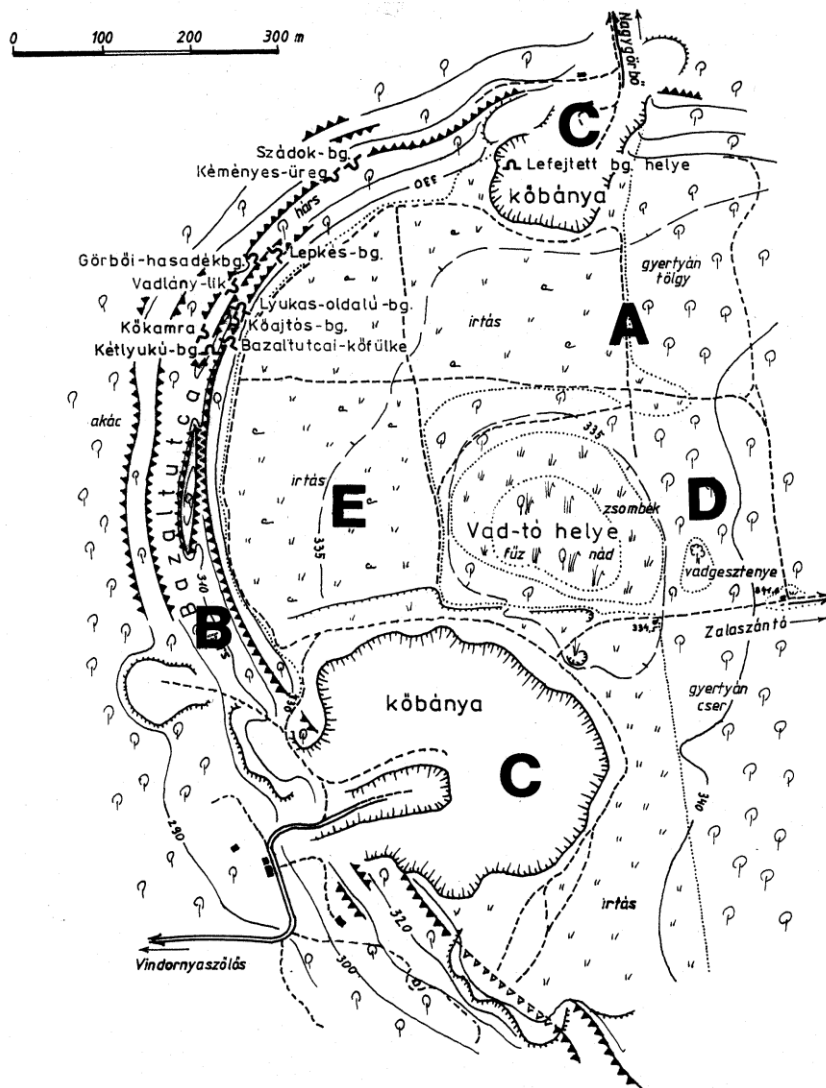 0 100 200 300 m
Nagygörbő
C
Szádok-bg.
Kéményes-üreg
Lefejtett bg. helye
kőbánya
330
hárs
Görbői-hasadékbg.
Lepkés-bg.
Vadlány-lik
gyertyán
tölgy
Lyukas-oldalú-bg.
Kőkamra
Kőajtós-bg.
irtás
A
Kétlyukú-bg.
Bazaltutcai-kőfülke
akác
Bazaltutca
335
irtás
E
zsombék
D
Vad-tó helye
fűz
nád
335
vadgesztenye
340
B
Zalaszántó
gyertyán
cser
330
kőbánya
C
340
290
irtás
320
Vindornyaszőlős
300